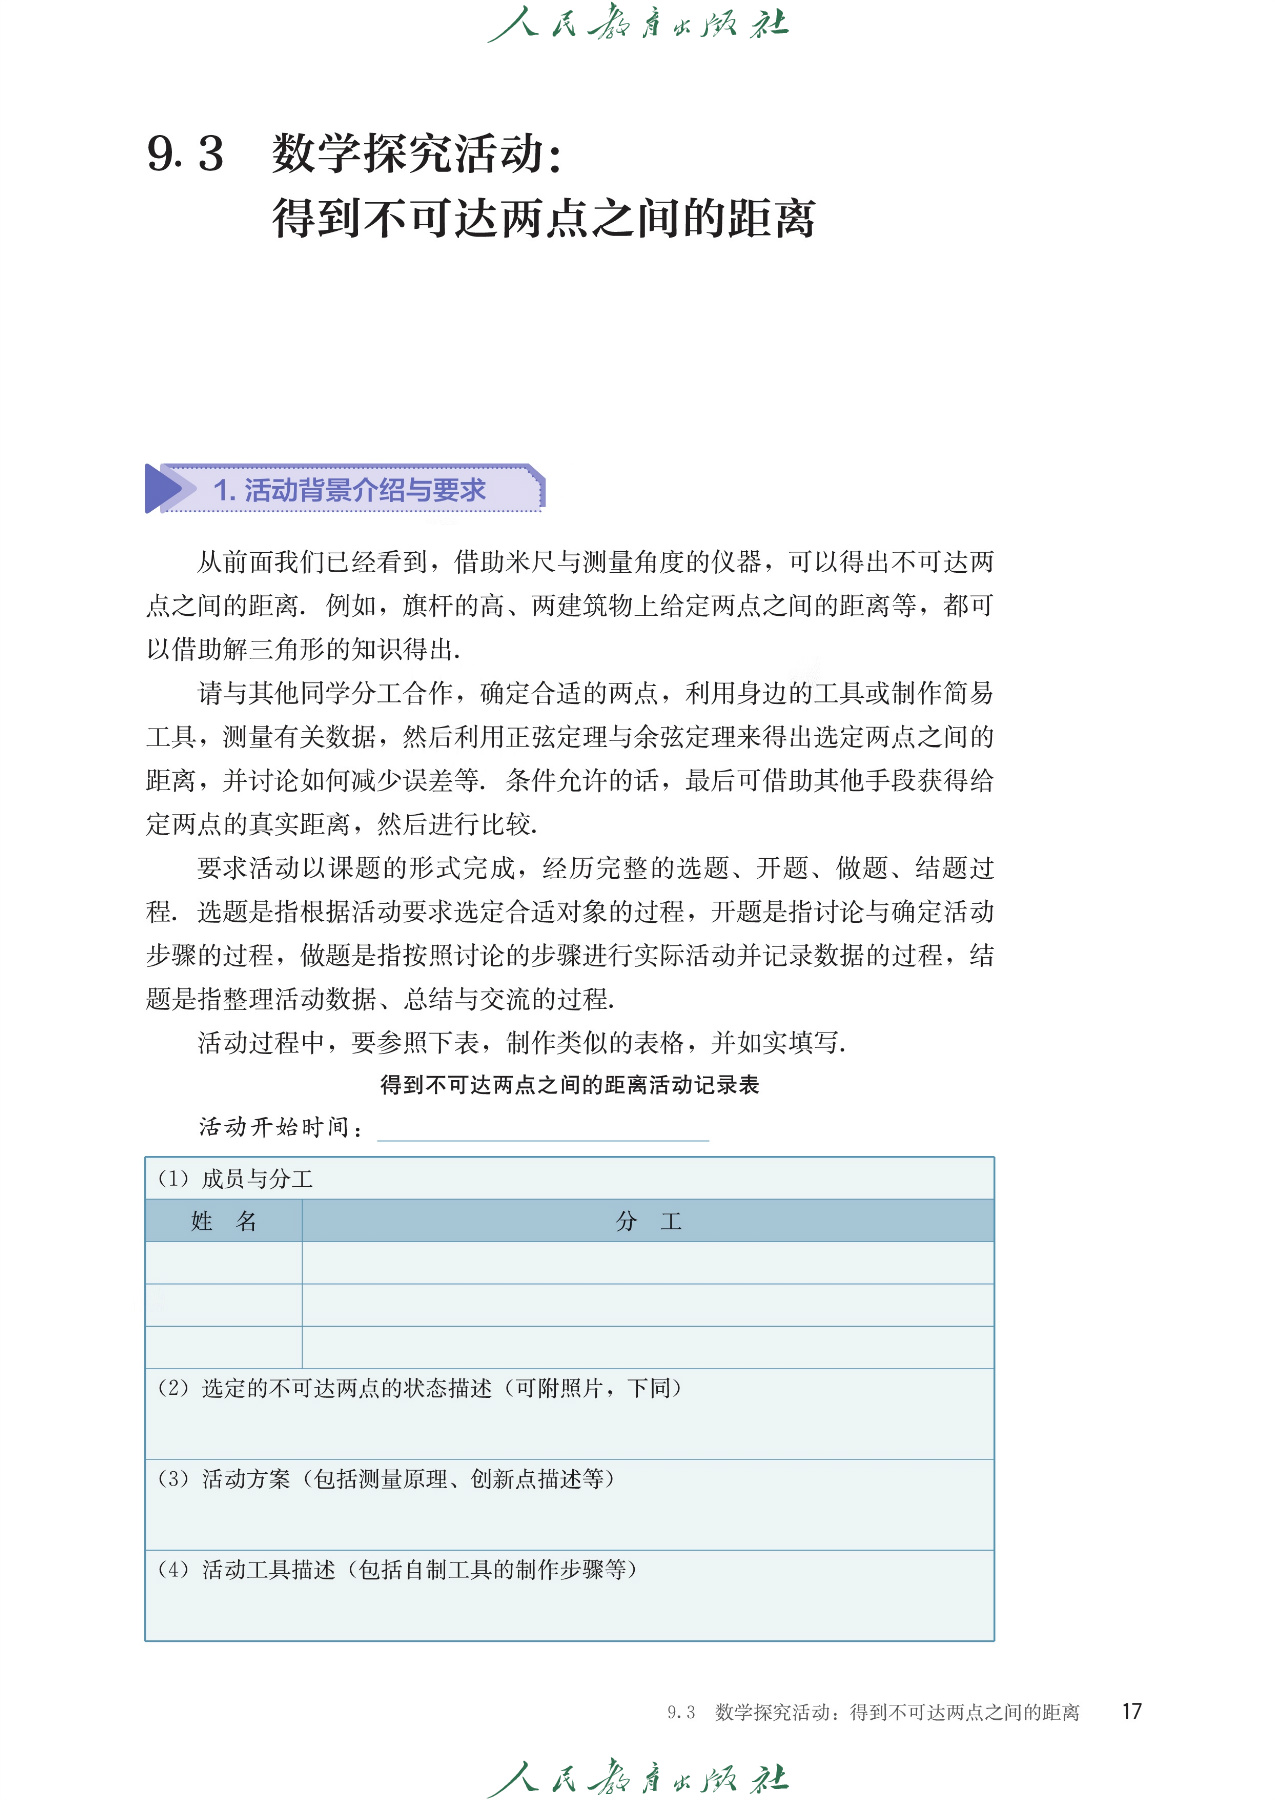 人民教育出版社
9.3 数学探究活动：
得到不可达两点之间的距离
1. 活动背景介绍与要求
从前面我们已经看到，借助米尺与测量角度的仪器，可以得出不可达两
点之间的距离. 例如，旗杆的高、两建筑物上给定两点之间的距离等，都可
以借助解三角形的知识得出.
请与其他同学分工合作，确定合适的两点，利用身边的工具或制作简易
工具，测量有关数据，然后利用正弦定理与余弦定理来得出选定两点之间的
距离，并讨论如何减少误差等. 条件允许的话，最后可借助其他手段获得给
定两点的真实距离，然后进行比较.
要求活动以课题的形式完成，经历完整的选题、开题、做题、结题过
程. 选题是指根据活动要求选定合适对象的过程，开题是指讨论与确定活动
步骤的过程，做题是指按照讨论的步骤进行实际活动并记录数据的过程，结
题是指整理活动数据、总结与交流的过程.
活动过程中，要参照下表，制作类似的表格，并如实填写.
得到不可达两点之间的距离活动记录表
活动开始时间：
（1）成员与分工
姓 名 分 工
（2）选定的不可达两点的状态描述（可附照片，下同）
（3）活动方案（包括测量原理、创新点描述等）
（4）活动工具描述（包括自制工具的制作步骤等）
9.3 数学探究活动：得到不可达两点之间的距离 17
人民教育出版社